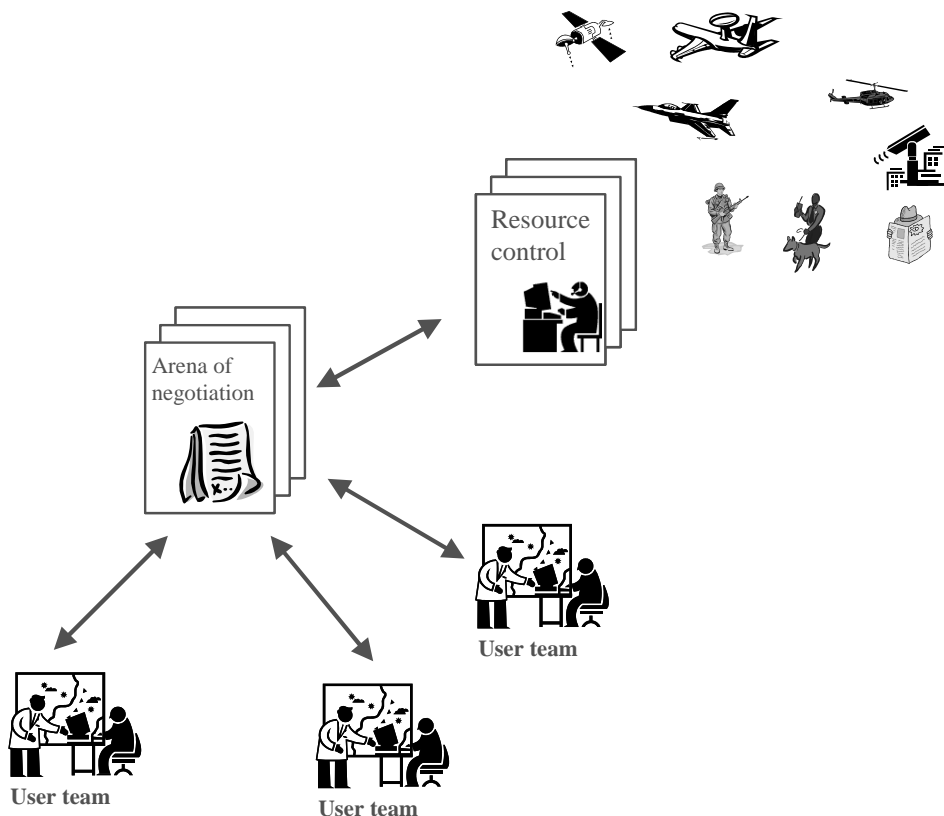 Resource
control
Arena of
negotiation
User team
User team
User team